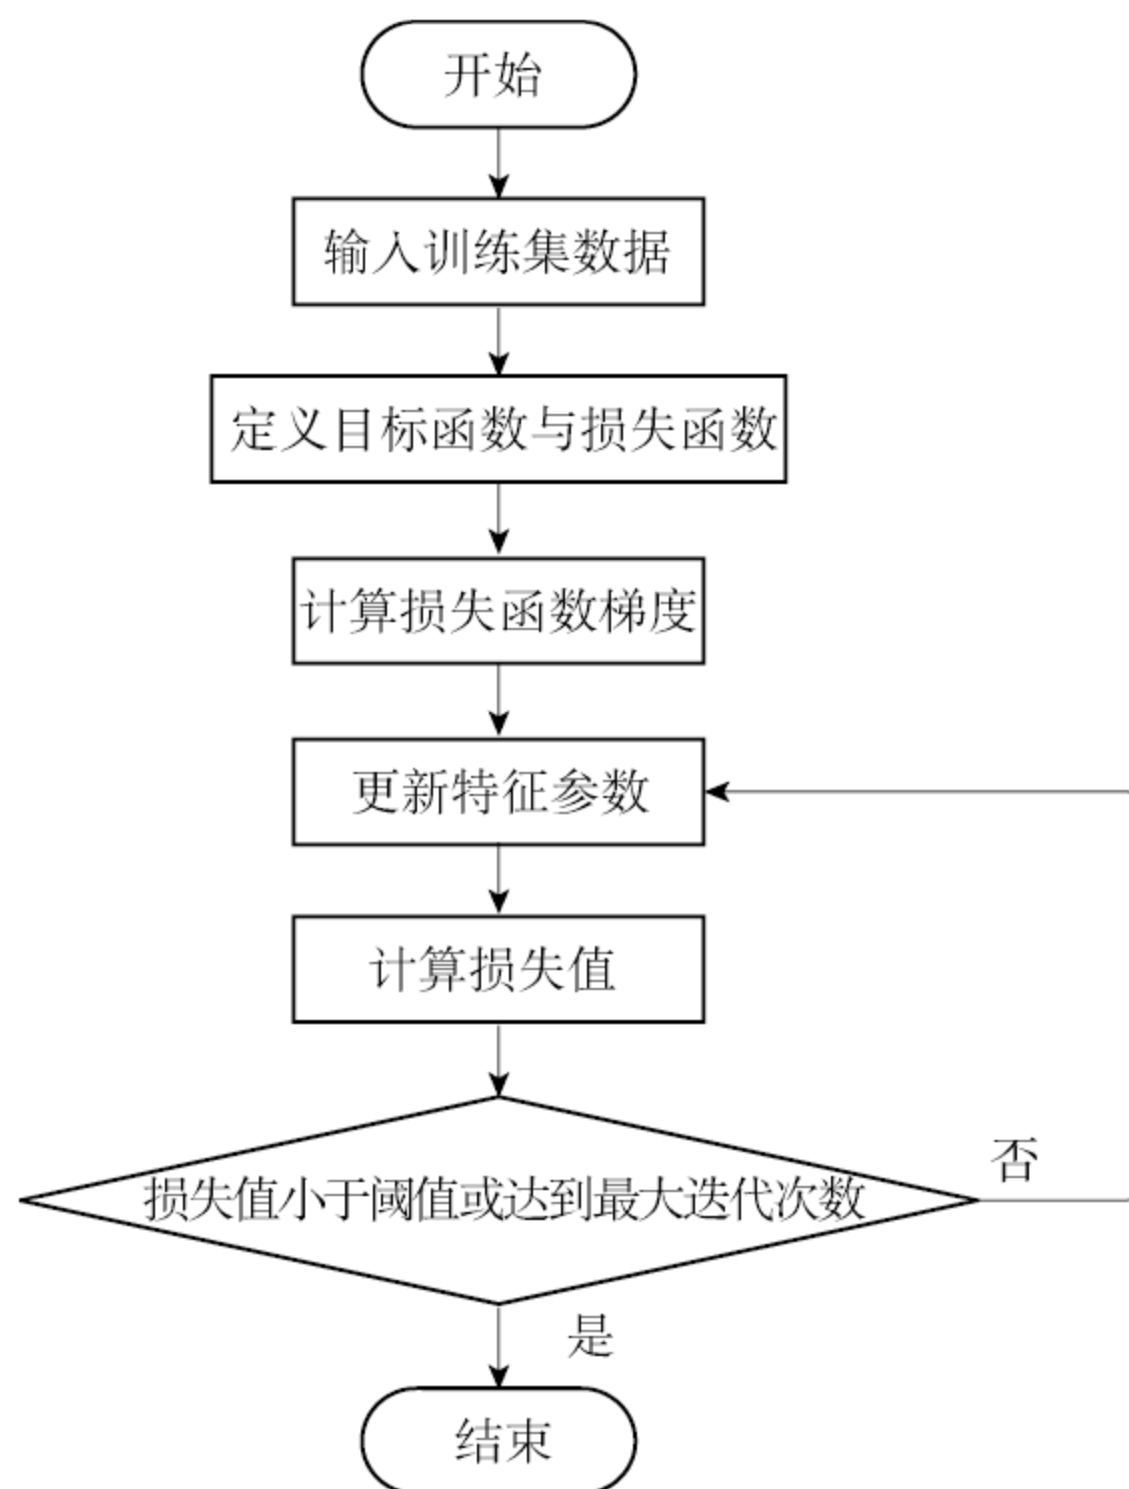 开始
输入训练集数据
定义目标函数与损失函数
计算损失函数梯度
更新特征参数
计算损失值
损失值小于阈值或达到最大迭代次数
否
是
结束